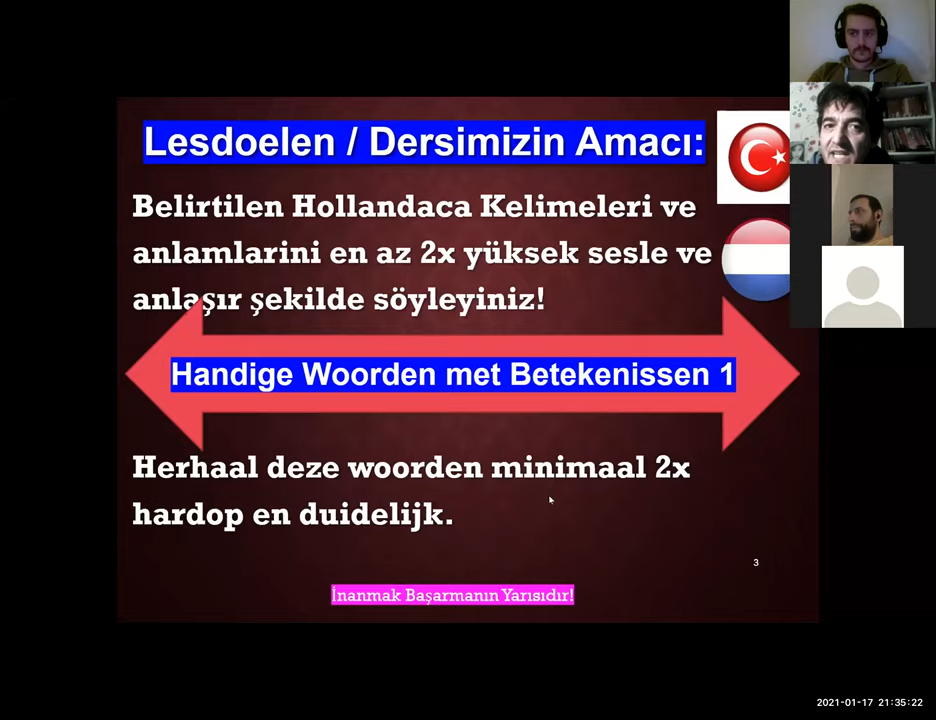 Lesdoelen / Dersimizin Amacı:
Belirtilen Hollandaca Kelimeleri ve
anlamlarini en az 2x yüksek sesle ve
anlaşır şekilde söyleyiniz!
Handige Woorden met Betekenissen 1
Herhaal deze woorden minimaal 2x
hardop en duidelijk.
3
İnanmak Başarmanın Yarısıdır!
2021-01-17 21:35:22